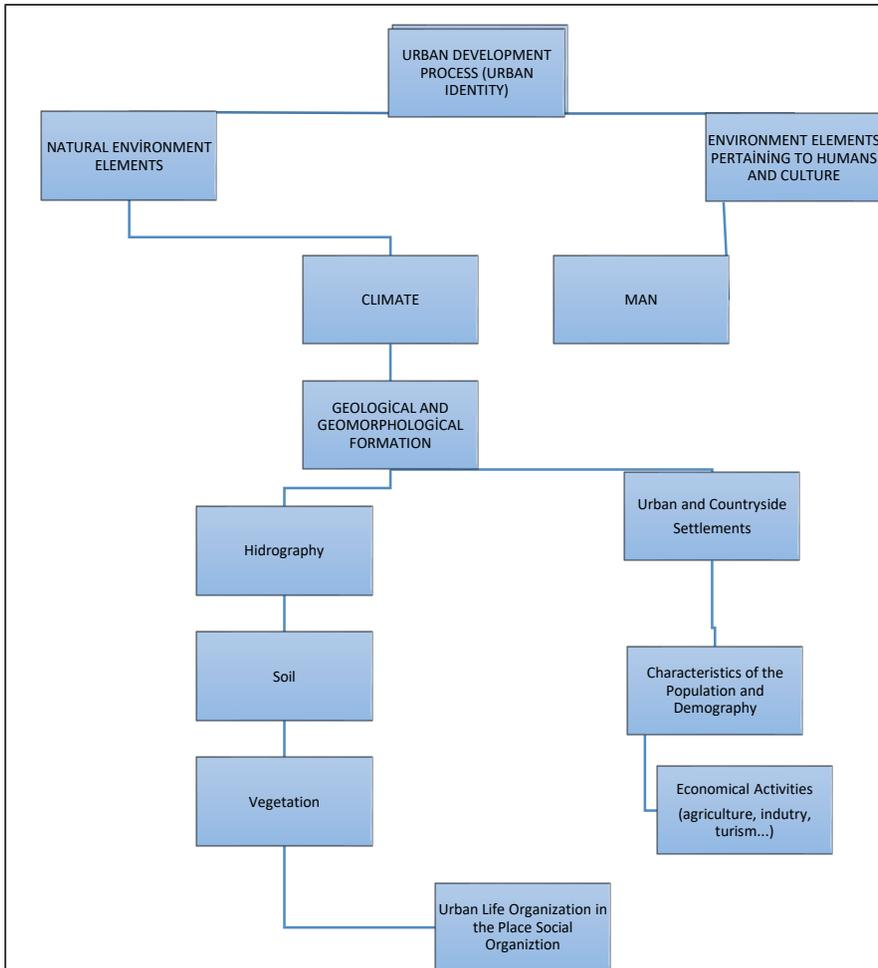 URBAN DEVELOPMENT
PROCESS (URBAN
IDENTITY)
NATURAL ENVİRONMENT
ELEMENTS
ENVIRONMENT ELEMENTS
PERTAİNİNG TO HUMANS
AND CULTURE
CLIMATE
MAN
GEOLOGİCAL AND
GEOMORPHOLOGİCAL
FORMATION
Urban and Countryside
Settlements
Hidrography
Soil
Characteristics of the
Population and
Demography
Vegetation
Economical Activities
(agriculture, indutry,
turism...)
Urban Life Organization in
the Place Social
Organiztion